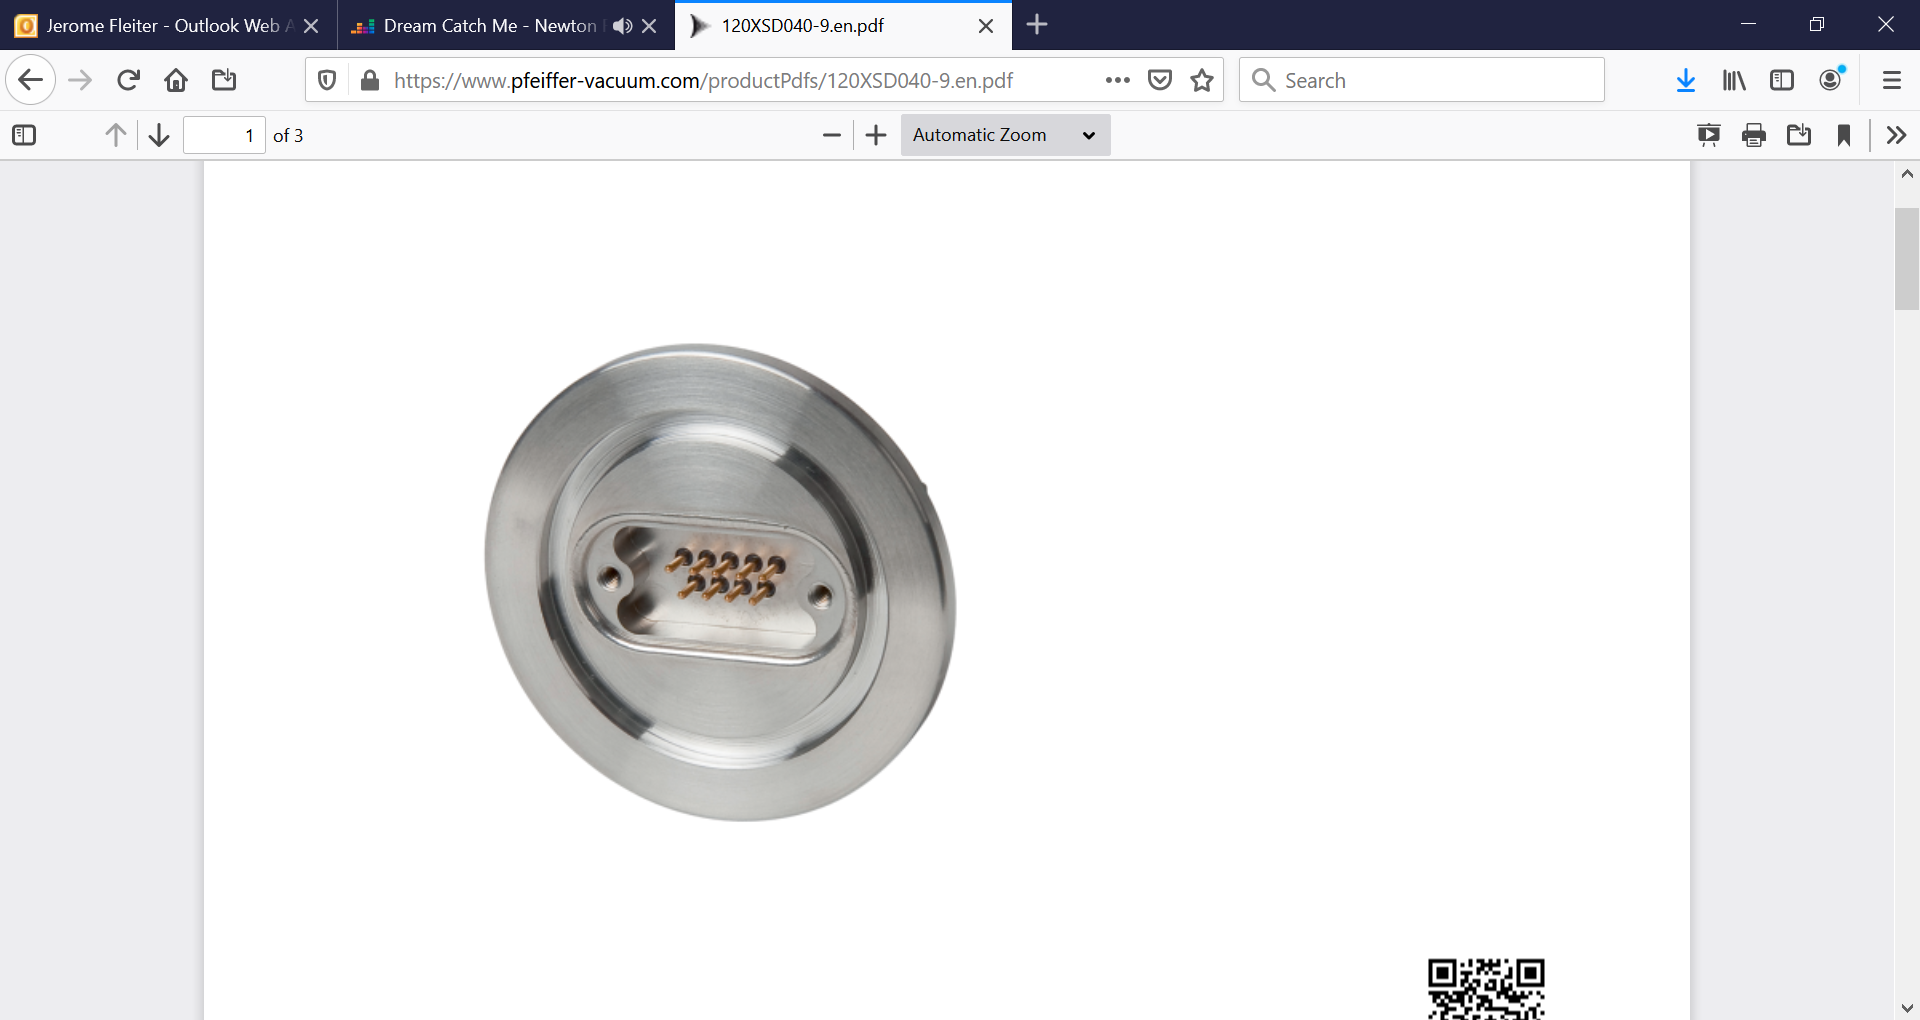 Jerome Fleiter - Outlook Web A
Dream Catch Me - Newton
120XSD040-9.en.pdf
https://www.pfeiffer-vacuum.com/productPdfs/120XSD040-9.en.pdf
Search
1 of 3
Automatic Zoom